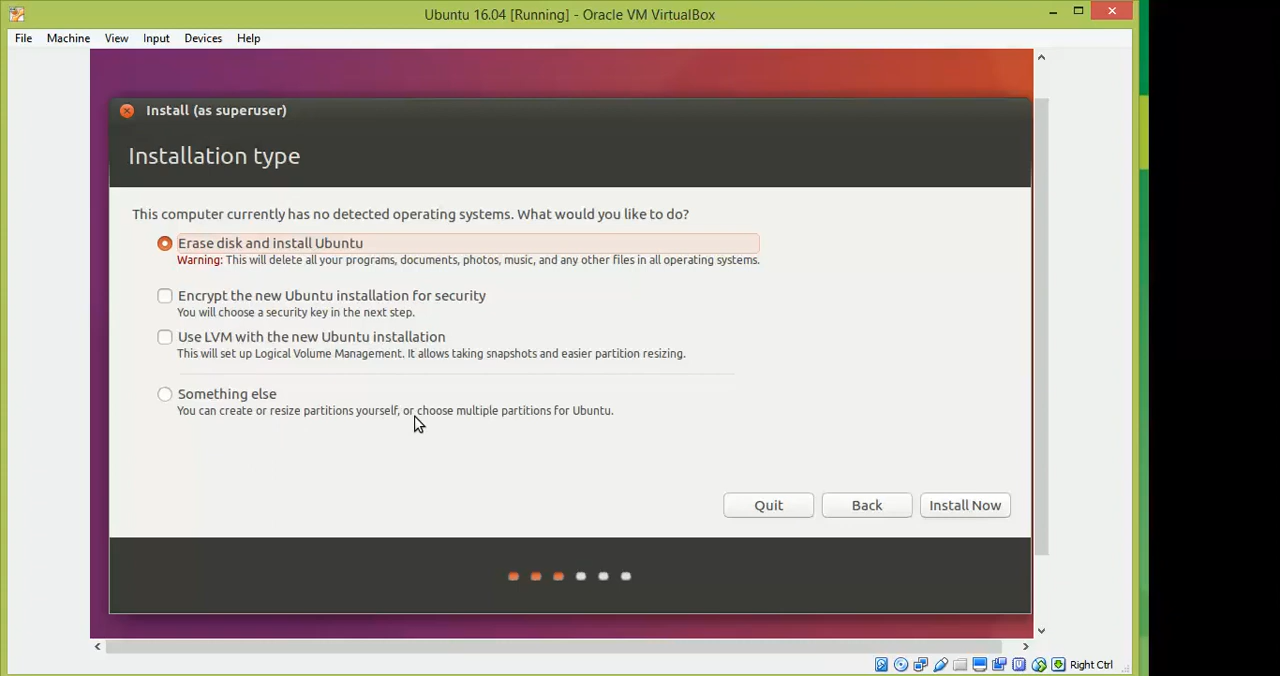 Ubuntu 16.04 [Running] - Oracle VM VirtualBox
File Machine View Input Devices Help
Install (as superuser)
Installation type
This computer currently has no detected operating systems. What would you like to do?
Erase disk and install Ubuntu
Warning: This will delete all your programs, documents, photos, music, and any other files in all operating systems.
Encrypt the new Ubuntu installation for security
You will choose a security key in the next step.
Use LVM with the new Ubuntu installation
This will set up Logical Volume Management. It allows taking snapshots and easier partition resizing.
Something else
You can create or resize partitions yourself, or choose multiple partitions for Ubuntu.
Quit Back Install Now
Right Ctrl